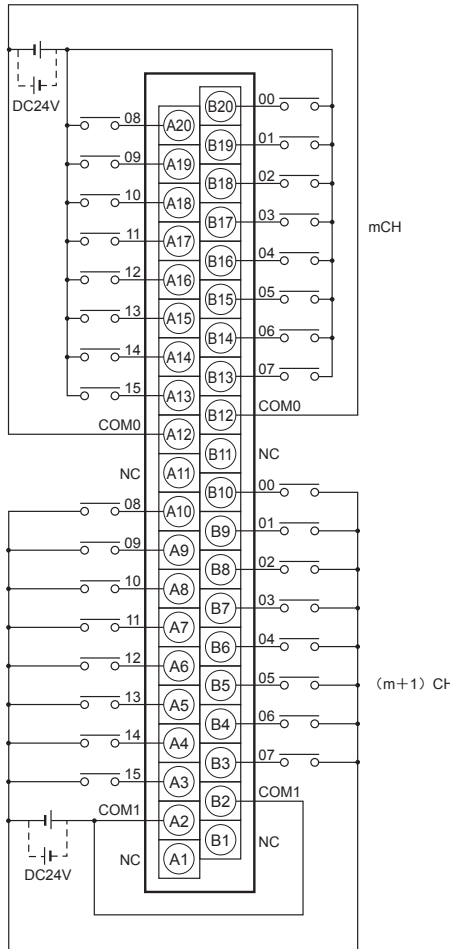 DC24V
08 A20 B20 00
09 A19 B19 01
10 A18 B18 02
11 A17 B17 03
mCH
12 A16 B16 04
13 A15 B15 05
14 A14 B14 06
15 A13 B13 07
COM0 A12 B12 COM0
NC A11 B11 NC
08 A10 B10 00
09 A9 B9 01
10 A8 B8 02
11 A7 B7 03
12 A6 B6 04
13 A5 B5 05
(m+1) CH
14 A4 B4 06
15 A3 B3 07
COM1 A2 B2 COM1
NC A1 B1 NC
DC24V